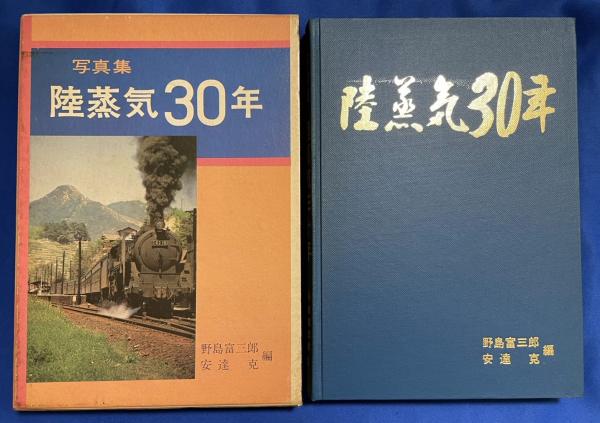 写真集
陸蒸気30年
野島富三郎
安達 克
編
陸蒸気30年
野島富三郎
安達 克
編